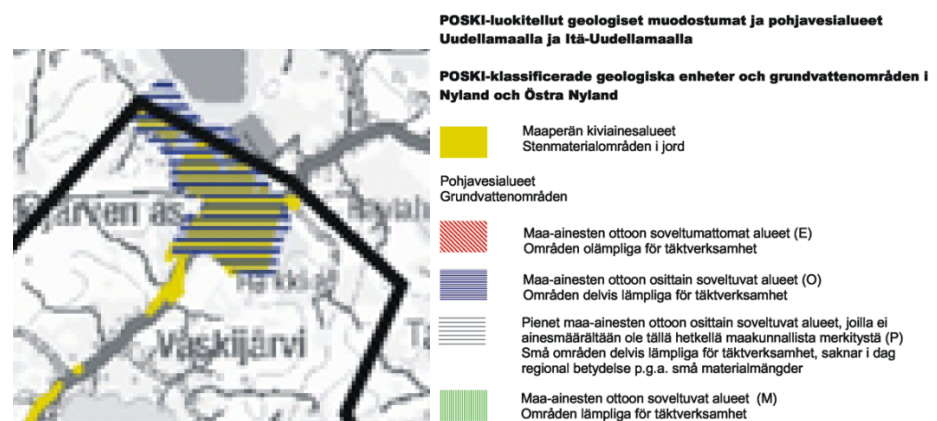 POSKI-luokitellut geologiset muodostumat ja pohjavesialueet
Uudellamaalla ja Itä-Uudellamaalla
POSKI-klassificerade geologiska enheter och grundvattenområden i
Nyland och Östra Nyland
Maaperän kiviainesalueet
Stenmaterialområden i jord
Pohjavesialueet
Grundvattenområden
Maa-ainesten ottoon soveltumattomat alueet (E)
Områden olämpliga för täktverksamhet
Maa-ainesten ottoon osittain soveltuvat alueet (O)
Områden delvis lämpliga för täktverksamhet
Pienet maa-ainesten ottoon osittain soveltuvat alueet, joilla ei
ainesmäärältään ole tällä hetkellä maakunnallista merkitystä (P)
Små områden delvis lämpliga för täktverksamhet, saknar i dag
regional betydelse p.g.a. små materialmängder
Maa-ainesten ottoon soveltuvat alueet (M)
Områden lämpliga för täktverksamhet
järven as
Vaskijärvi